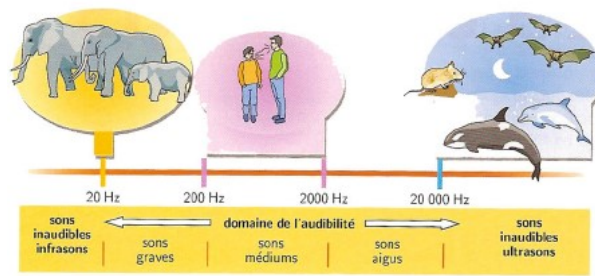 20 Hz
200 Hz
2000 Hz
20 000 Hz
sons
inaudibles
infrasons
domaine de l'audibilité
sons
graves
sons
médiums
sons
aigus
sons
inaudibles
ultrasons